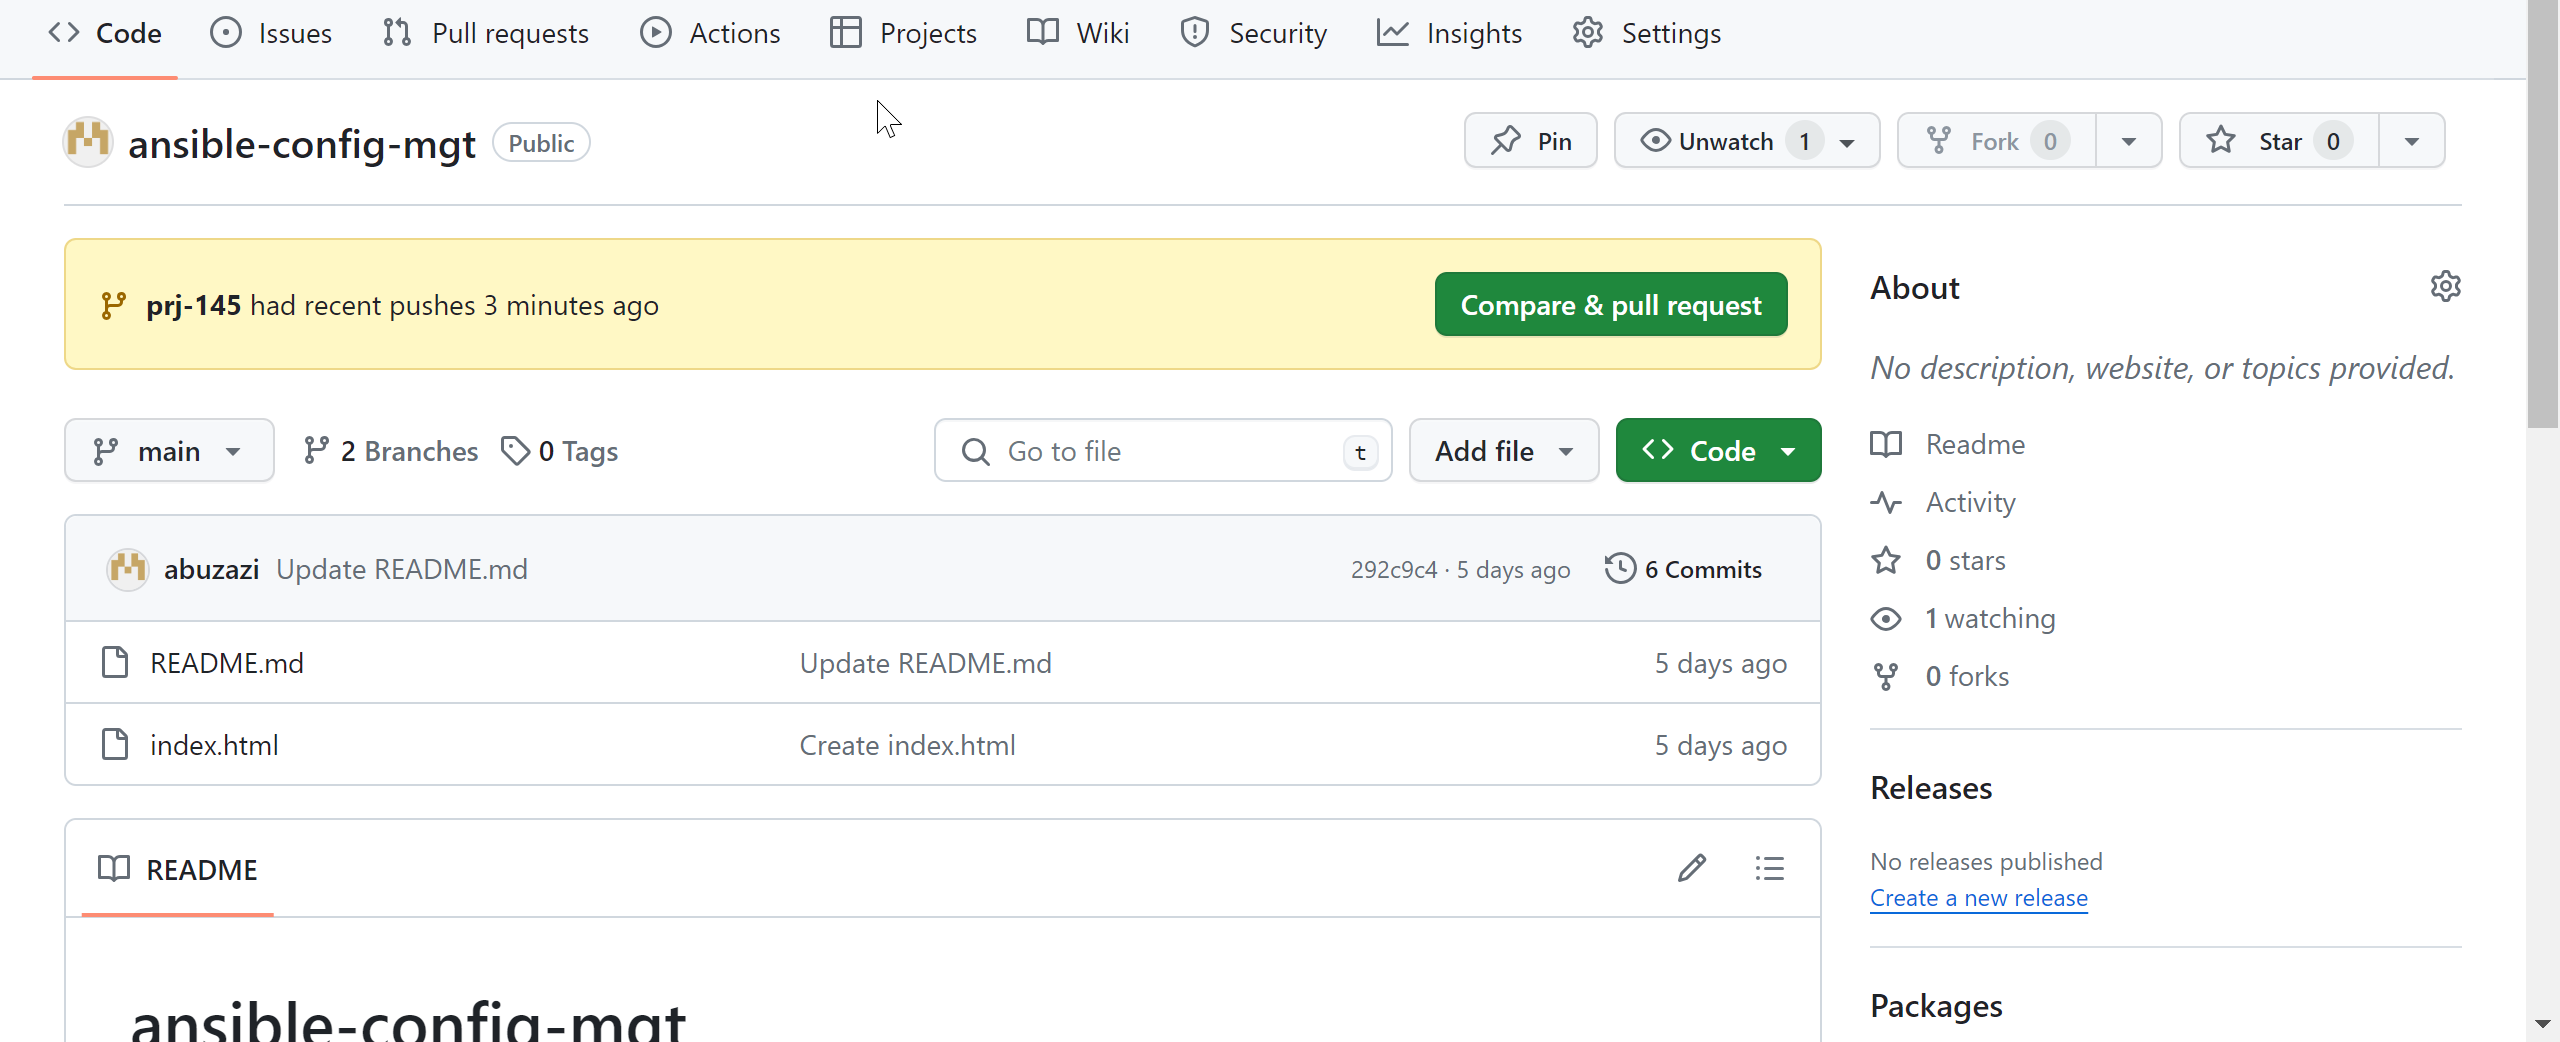 Code Issues Pull requests Actions Projects Wiki Security Insights Settings
ansible-config-mgt Public Pin Unwatch 1 Fork 0 Star 0
prj-145 had recent pushes 3 minutes ago Compare & pull request
main 2 Branches 0 Tags Go to file t Add file Code
abuzazi Update README.md 292c9c4 · 5 days ago 6 Commits
README.md Update README.md 5 days ago
index.html Create index.html 5 days ago
README
ansible-config-mgt
About
No description, website, or topics provided.
Readme
Activity
0 stars
1 watching
0 forks
Releases
No releases published
Create a new release
Packages